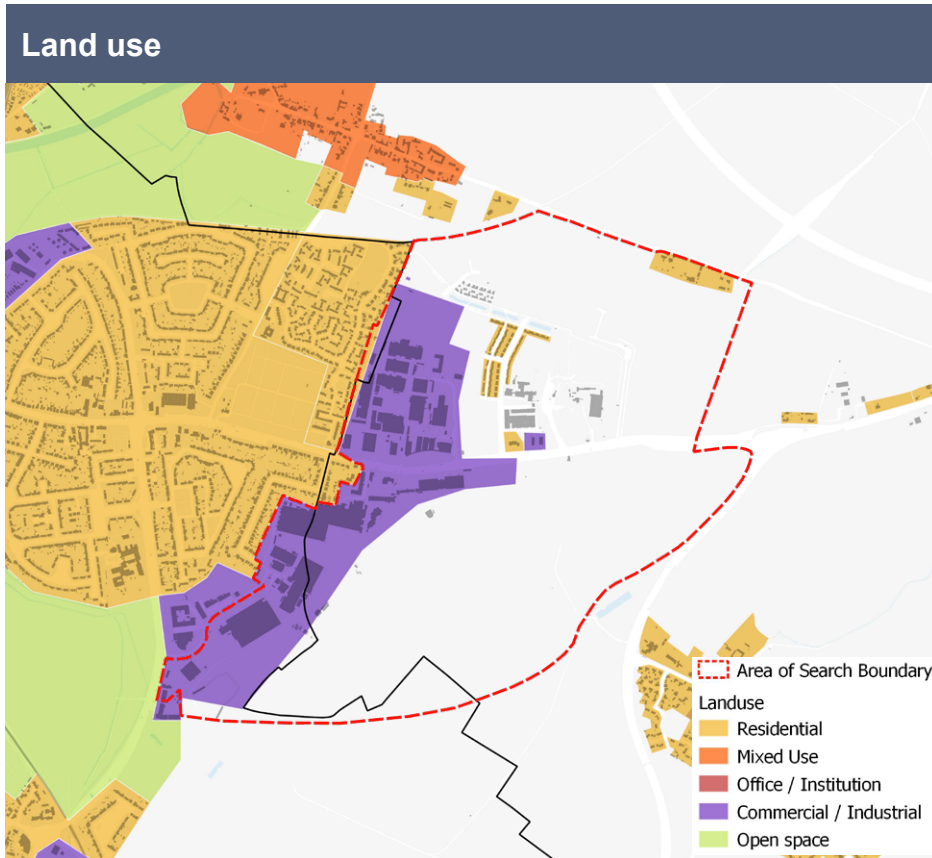 Land use
Area of Search Boundary
Landuse
Residential
Mixed Use
Office / Institution
Commercial / Industrial
Open space